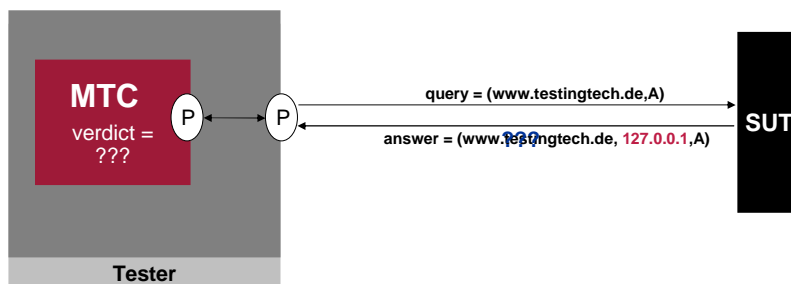 MTC
verdict =
???
P
P
query = (www.testingtech.de,A)
answer = (www.testingtech.de, 127.0.0.1,A)
???
SUT
Tester